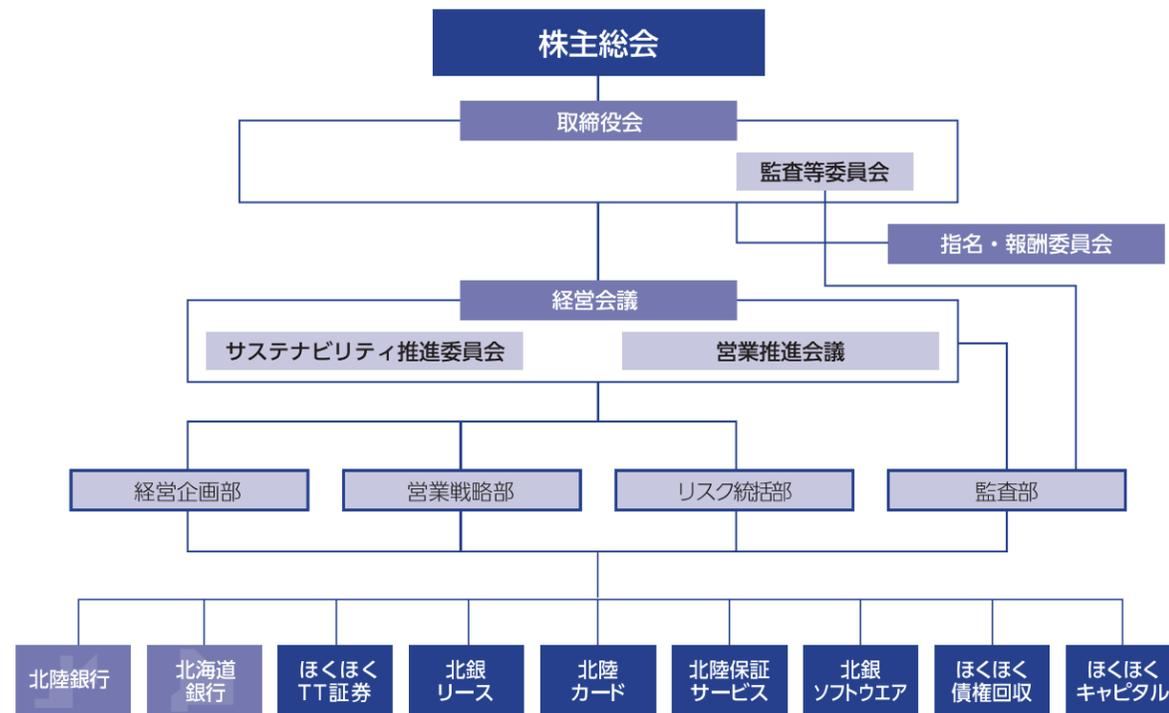 株主総会
取締役会
監査等委員会
指名・報酬委員会
経営会議
サステナビリティ推進委員会
営業推進会議
経営企画部
営業戦略部
リスク統括部
監査部
北陸銀行
北海道
銀行
ほくほく
TT証券
北銀
リース
北陸
カード
北陸保証
サービス
北銀
ソフトウエア
ほくほく
債権回収
ほくほく
キャピタル